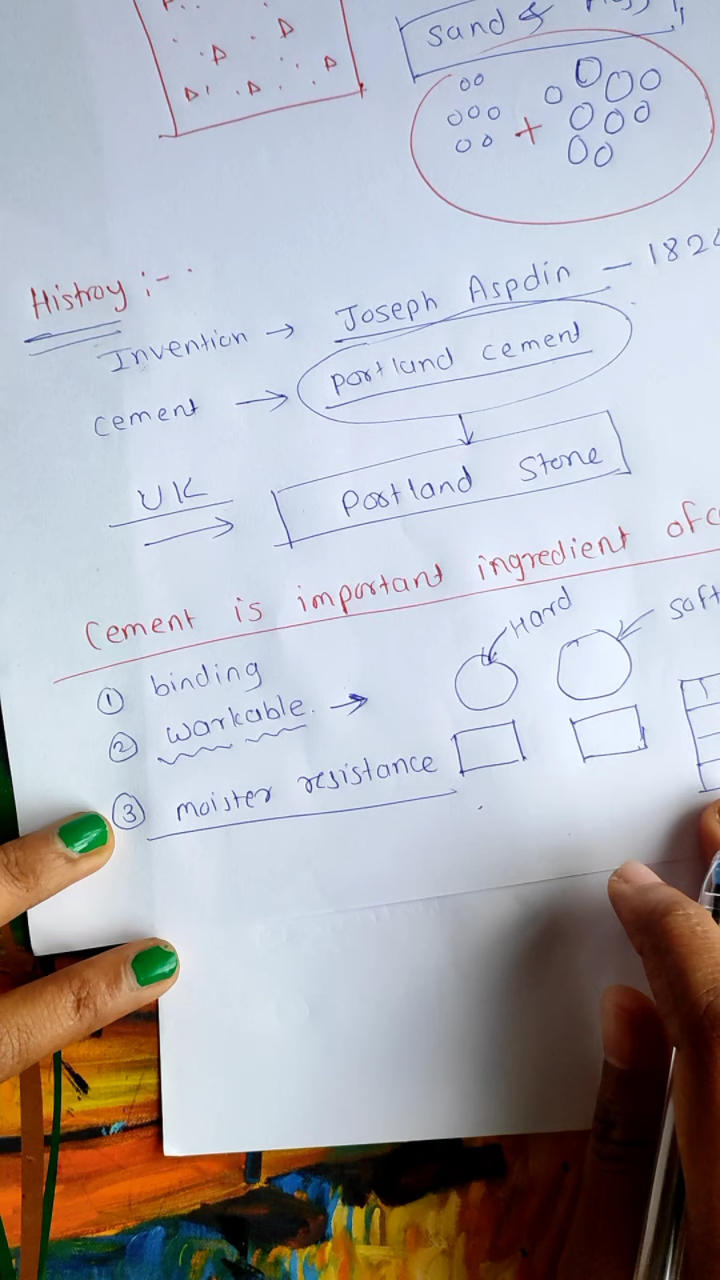 Sand &
Histroy :-
Invention → Joseph Aspdin – 182
cement → portland cement
UK → Portland Stone
Cement is important ingredient of
① binding
② workable. → Hard Soft
③ moister resistance